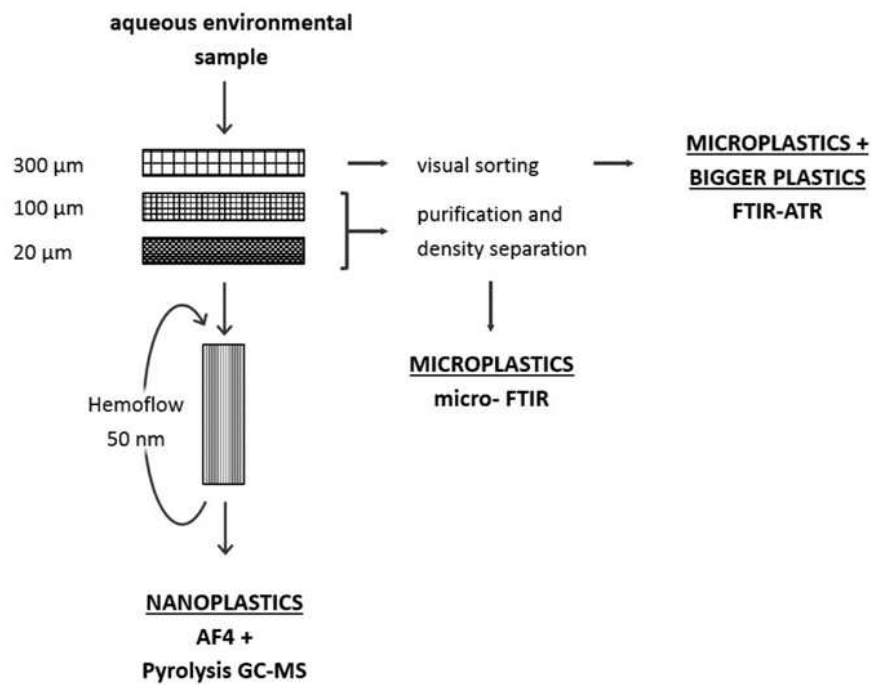 aqueous environmental
sample
300 µm
100 µm
20 µm
visual sorting
purification and
density separation
MICROPLASTICS +
BIGGER PLASTICS
FTIR-ATR
MICROPLASTICS
micro- FTIR
Hemoflow
50 nm
NANOPLASTICS
AF4 +
Pyrolysis GC-MS